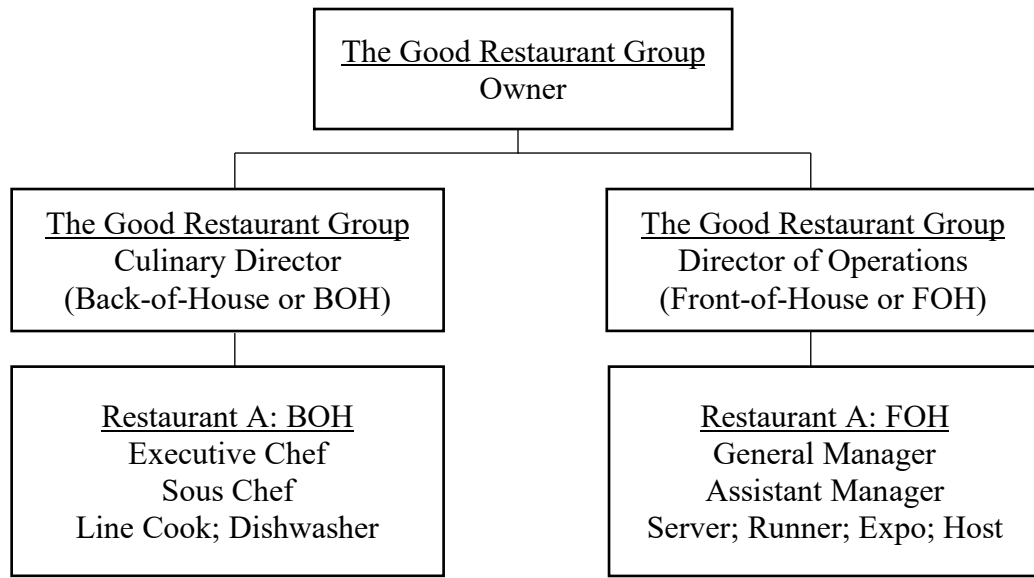 The Good Restaurant Group
Owner
The Good Restaurant Group
Culinary Director
(Back-of-House or BOH)
The Good Restaurant Group
Director of Operations
(Front-of-House or FOH)
Restaurant A: BOH
Executive Chef
Sous Chef
Line Cook; Dishwasher
Restaurant A: FOH
General Manager
Assistant Manager
Server; Runner; Expo; Host